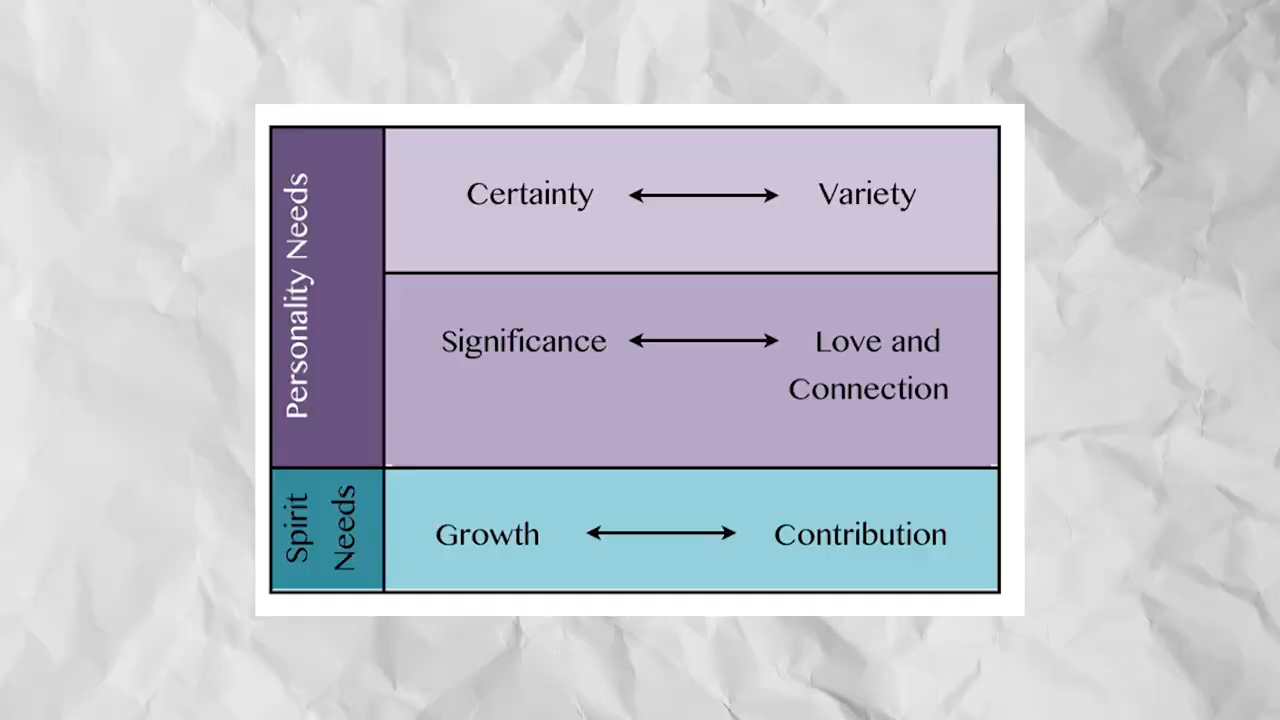 Personality Needs
Certainty
Variety
Significance
Love and
Connection
Spirit
Needs
Growth
Contribution